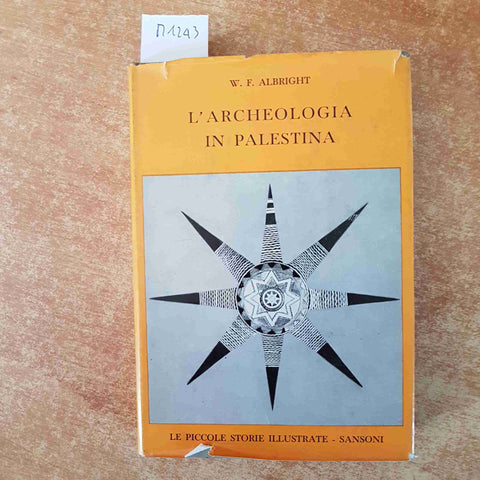 M1243
W. F. ALBRIGHT
L'ARCHEOLOGIA
IN PALESTINA
LE PICCOLE STORIE ILLUSTRATE - SANSONI